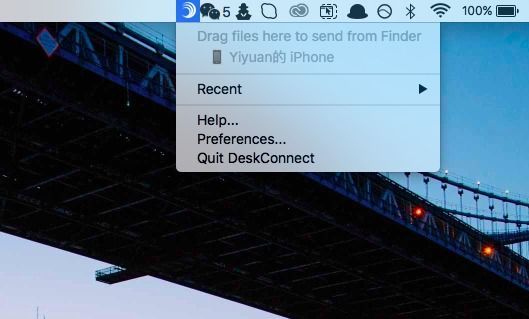 5
100%
Drag files here to send from Finder
Yiyuan的 iPhone
Recent
Help...
Preferences...
Quit DeskConnect